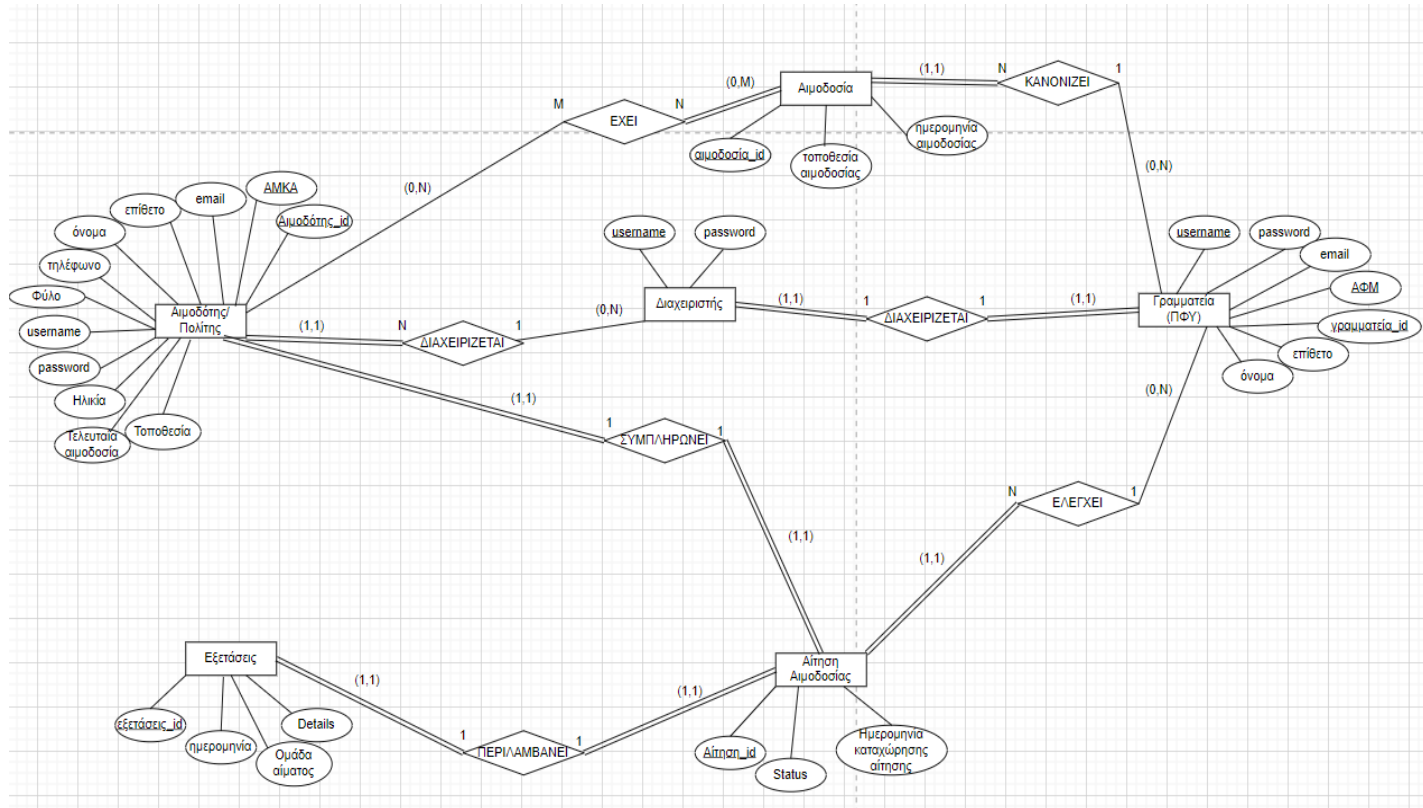 Αιμοδοσία
(1,1)
N
ΚΑΝΟΝΙΖΕΙ
1
(0,M)
M
ΕΧΕΙ
N
αιμοδοσία_id
τοποθεσία
αιμοδοσίας
ημερομηνία
αιμοδοσίας
(0,N)
(0,N)
επίθετο
email
ΑΜΚΑ
Αιμοδότης_id
όνομα
τηλέφωνο
Φύλο
username
password
Ηλικία
Τελευταία
αιμοδοσία
Τοποθεσία
Αιμοδότης/
Πολίτης
(1,1)
N
ΔΙΑΧΕΙΡΙΖΕΤΑΙ
1
(0,N)
username
password
Διαχειριστής
(1,1)
1
ΔΙΑΧΕΙΡΙΖΕΤΑΙ
1
(1,1)
username
password
email
ΑΦΜ
γραμματεία_id
επίθετο
όνομα
Γραμματεία
(ΠΦΥ)
(0,N)
(1,1)
1
ΣΥΜΠΛΗΡΩΝΕΙ
1
(1,1)
N
ΕΛΕΓΧΕΙ
1
(1,1)
Εξετάσεις
(1,1)
εξετάσεις_id
ημερομηνία
Ομάδα
αίματος
Details
1
ΠΕΡΙΛΑΜΒΑΝΕΙ
1
(1,1)
Αίτηση
Αιμοδοσίας
Αίτηση_id
Status
Ημερομηνία
καταχώρησης
αίτησης